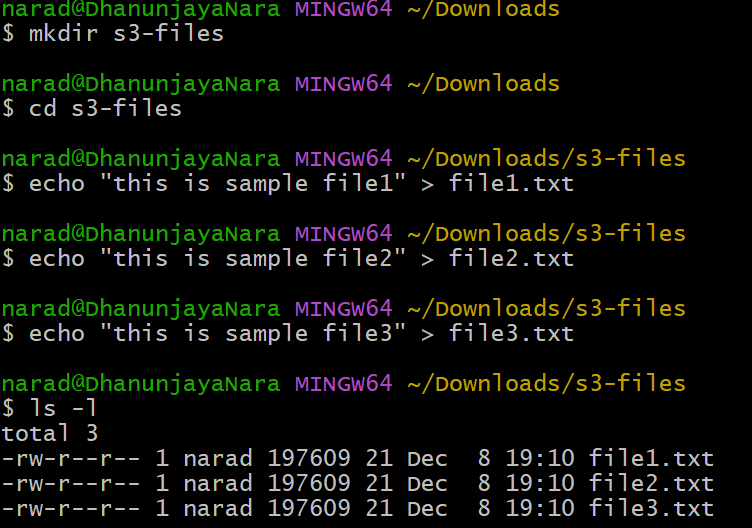 narad@DhanunjayaNara MINGW64 ~/Downloads
$ mkdir s3-files
narad@DhanunjayaNara MINGW64 ~/Downloads
$ cd s3-files
narad@DhanunjayaNara MINGW64 ~/Downloads/s3-files
$ echo "this is sample file1" > file1.txt
narad@DhanunjayaNara MINGW64 ~/Downloads/s3-files
$ echo "this is sample file2" > file2.txt
narad@DhanunjayaNara MINGW64 ~/Downloads/s3-files
$ echo "this is sample file3" > file3.txt
narad@DhanunjayaNara MINGW64 ~/Downloads/s3-files
$ ls -l
total 3
-rw-r--r-- 1 narad 197609 21 Dec  8 19:10 file1.txt
-rw-r--r-- 1 narad 197609 21 Dec  8 19:10 file2.txt
-rw-r--r-- 1 narad 197609 21 Dec  8 19:10 file3.txt